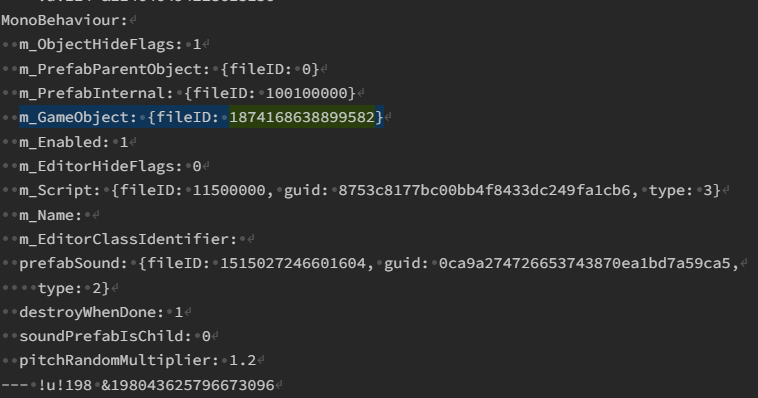 MonoBehaviour:
m_ObjectHideFlags: 1
m_PrefabParentObject: {fileID: 0}
m_PrefabInternal: {fileID: 100100000}
m_GameObject: {fileID: 1874168638899582}
m_Enabled: 1
m_EditorHideFlags: 0
m_Script: {fileID: 11500000, guid: 8753c8177bc00bb4f8433dc249fa1cb6, type: 3}
m_Name:
m_EditorClassIdentifier:
prefabSound: {fileID: 1515027246601604, guid: 0ca9a274726653743870ea1bd7a59ca5,
type: 2}
destroyWhenDone: 1
soundPrefabIsChild: 0
pitchRandomMultiplier: 1.2
--- !u!198 &198043625796673096